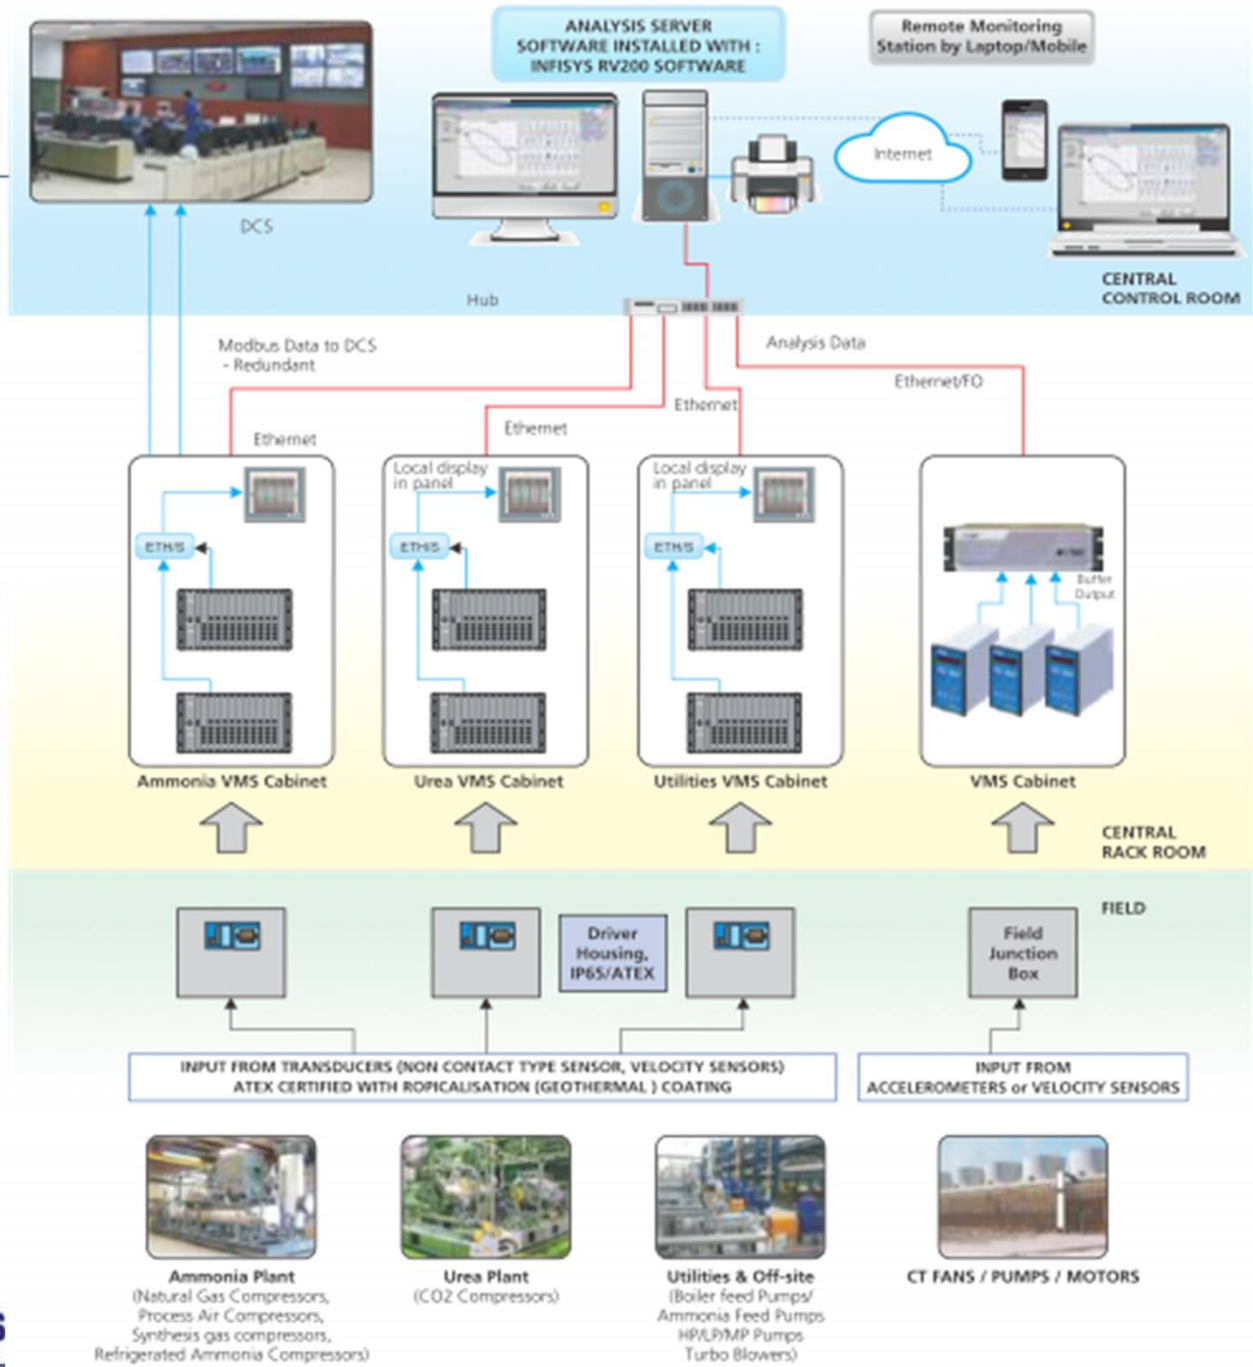 ANALYSIS SERVER
SOFTWARE INSTALLED WITH :
INFISYS RV200 SOFTWARE
Remote Monitoring
Station by Laptop/Mobile
Internet
DCS
CENTRAL
CONTROL ROOM
Hub
Modbus Data to DCS
- Redundant
Analysis Data
Ethernet/FO
Ethernet
Ethernet
Ethernet
Local display
in panel
Local display
in panel
ETH/S
ETH/S
ETH/S
Buffer
Output
Ammonia VMS Cabinet
Urea VMS Cabinet
Utilities VMS Cabinet
VMS Cabinet
CENTRAL
RACK ROOM
FIELD
Driver
Housing,
IP65/ATEX
Field
Junction
Box
INPUT FROM TRANSDUCERS (NON CONTACT TYPE SENSOR, VELOCITY SENSORS)
ATEX CERTIFIED WITH ROPICALISATION (GEOTHERMAL ) COATING
INPUT FROM
ACCELEROMETERS or VELOCITY SENSORS
Ammonia Plant
(Natural Gas Compressors,
Process Air Compressors,
Synthesis gas compressors,
Refrigerated Ammonia Compressors)
Urea Plant
(CO2 Compressors)
Utilities & Off-site
(Boiler feed Pumps/
Ammonia Feed Pumps
HP/LP/MP Pumps
Turbo Blowers)
CT FANS / PUMPS / MOTORS